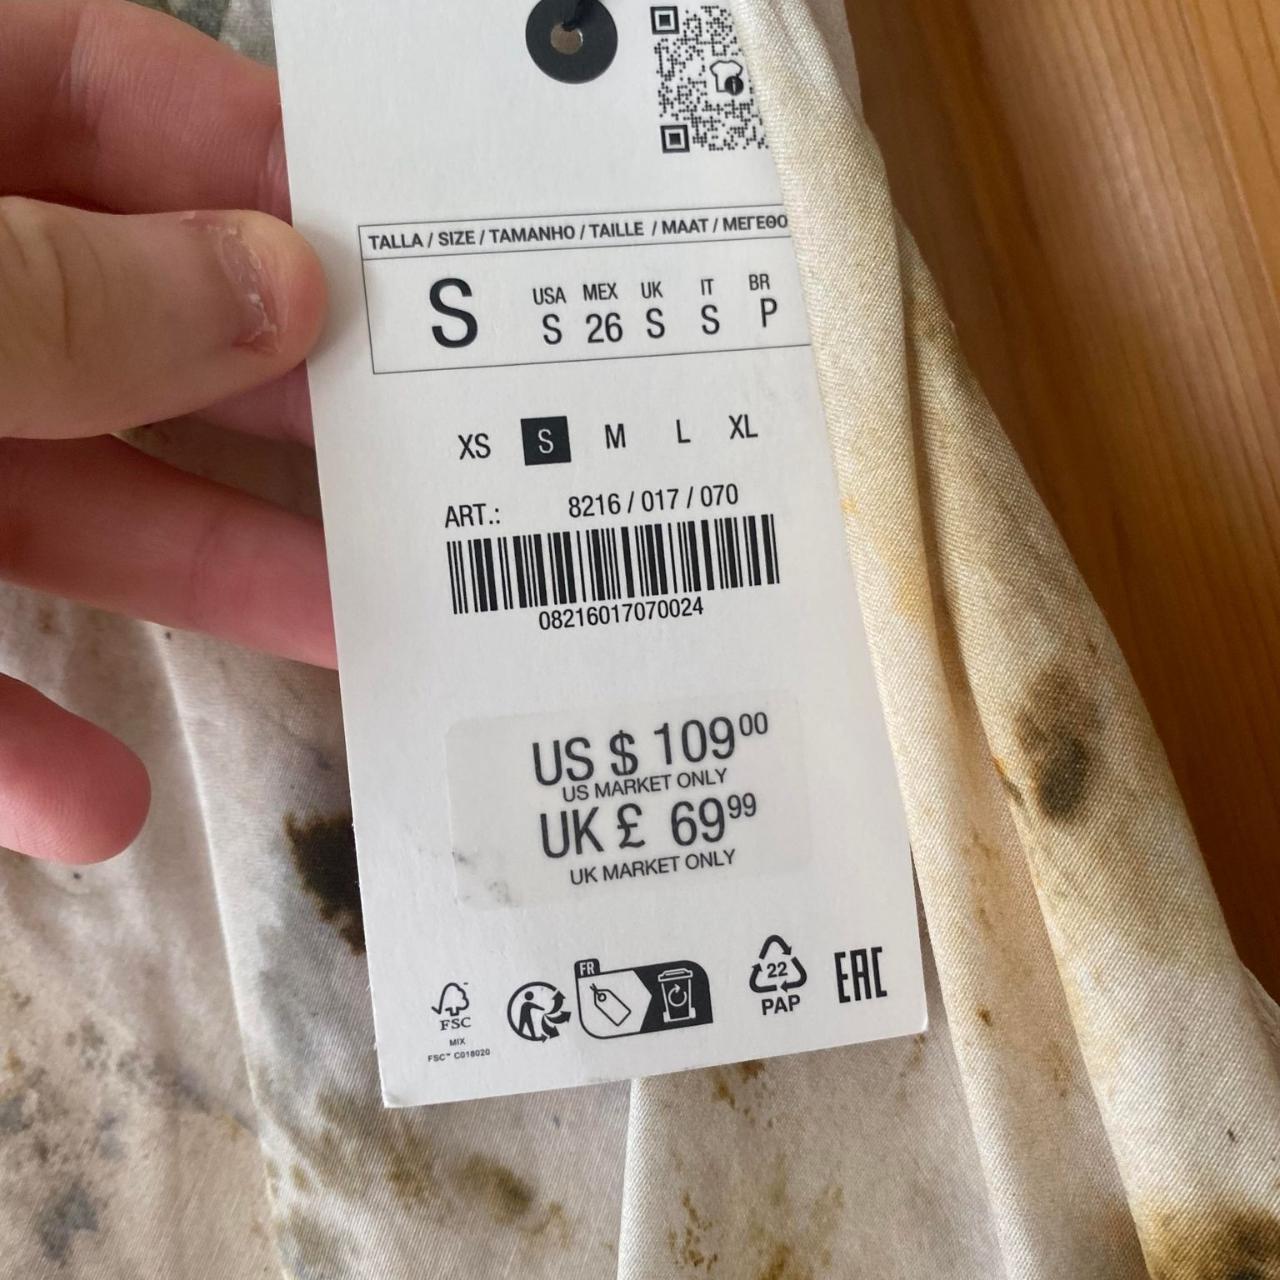 TALLA / SIZE / TAMANHO / TAILLE / MAAT / ΜΕΓΕΘΟ
S
USA MEX UK IT BR
S 26 S S P
XS S M L XL
ART.: 8216 / 017 / 070
08216017070024
US $ 109 00
US MARKET ONLY
UK £ 69 99
UK MARKET ONLY
FR
FSC
MIX
FSC™ C018020
22
PAP
EAC